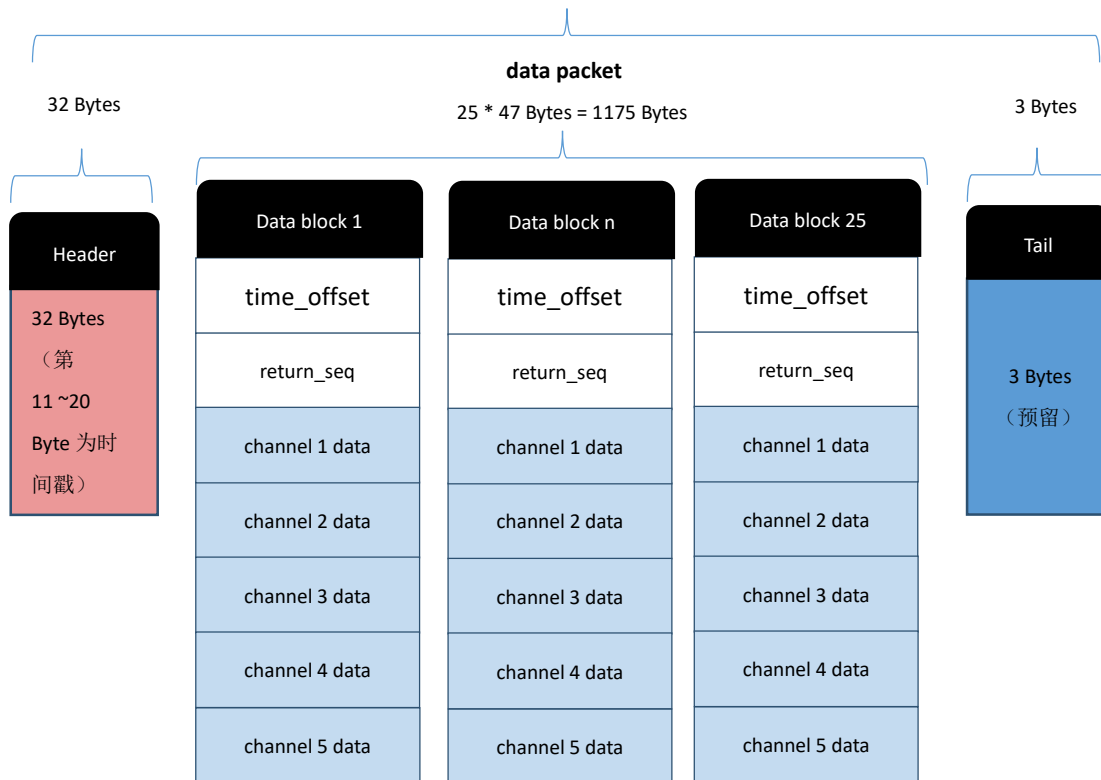 data packet
32 Bytes
25 * 47 Bytes = 1175 Bytes
3 Bytes
Header
32 Bytes
（第
11 ~20
Byte 为时
间戳）
Data block 1
time_offset
return_seq
channel 1 data
channel 2 data
channel 3 data
channel 4 data
channel 5 data
Data block n
time_offset
return_seq
channel 1 data
channel 2 data
channel 3 data
channel 4 data
channel 5 data
Data block 25
time_offset
return_seq
channel 1 data
channel 2 data
channel 3 data
channel 4 data
channel 5 data
Tail
3 Bytes
（预留）